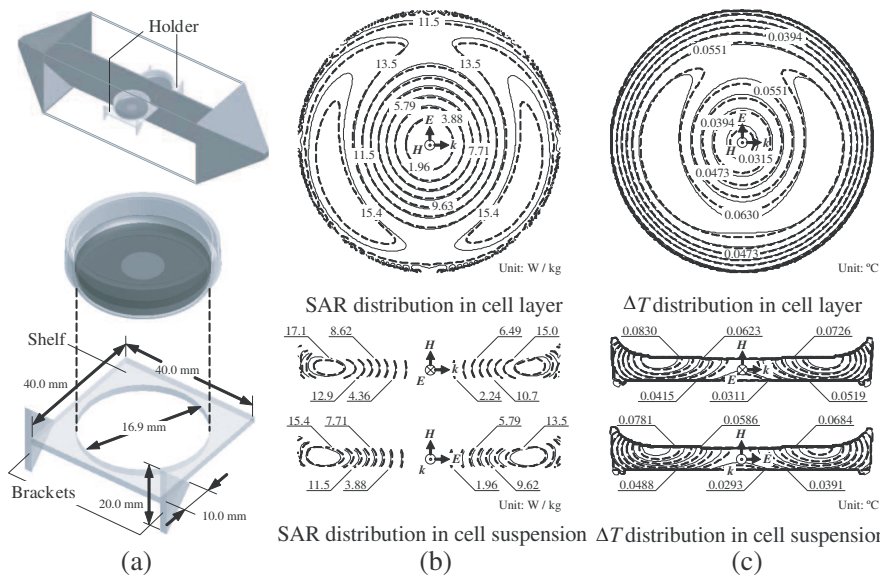 Holder
Shelf
40.0 mm
40.0 mm
16.9 mm
Brackets
20.0 mm
10.0 mm
(a)
11.5
13.5
13.5
5.79
3.88
E
H
k
11.5
7.71
1.96
9.63
15.4
15.4
Unit: W / kg
SAR distribution in cell layer
17.1
8.62
6.49
15.0
H
k
E
12.9
4.36
2.24
10.7
15.4
7.71
5.79
13.5
H
k
E
11.5
3.88
1.96
9.62
Unit: W / kg
SAR distribution in cell suspension
(b)
0.0394
0.0551
0.0551
0.0394
E
H
k
0.0315
0.0473
0.0630
0.0473
Unit: ºC
ΔT distribution in cell layer
0.0830
0.0623
0.0726
H
k
E
0.0415
0.0311
0.0519
0.0781
0.0586
0.0684
H
k
E
0.0488
0.0293
0.0391
Unit: ºC
ΔT distribution in cell suspension
(c)